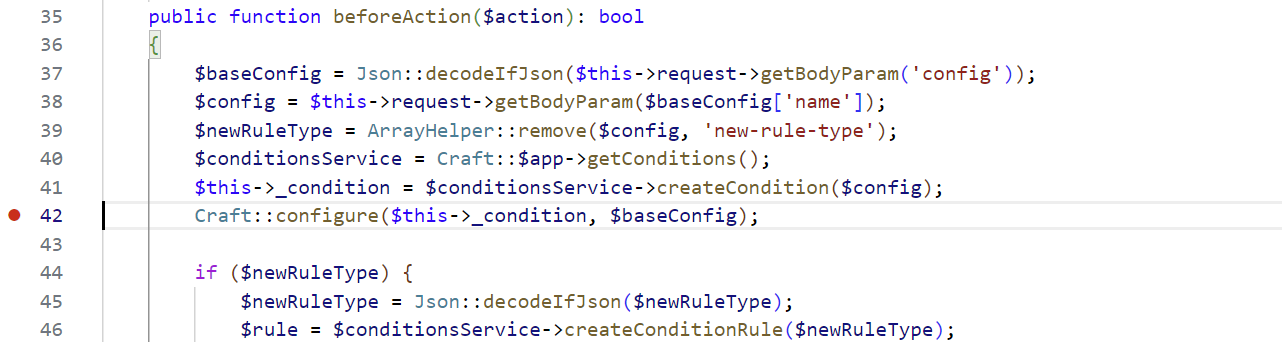 35 public function beforeAction($action): bool
36 {
37 $baseConfig = Json::decodeIfJson($this->request->getBodyParam('config'));
38 $config = $this->request->getBodyParam($baseConfig['name']);
39 $newRuleType = ArrayHelper::remove($config, 'new-rule-type');
40 $conditionsService = Craft::$app->getConditions();
41 $this->_condition = $conditionsService->createCondition($config);
42 Craft::configure($this->_condition, $baseConfig);
43
44 if ($newRuleType) {
45 $newRuleType = Json::decodeIfJson($newRuleType);
46 $rule = $conditionsService->createConditionRule($newRuleType);